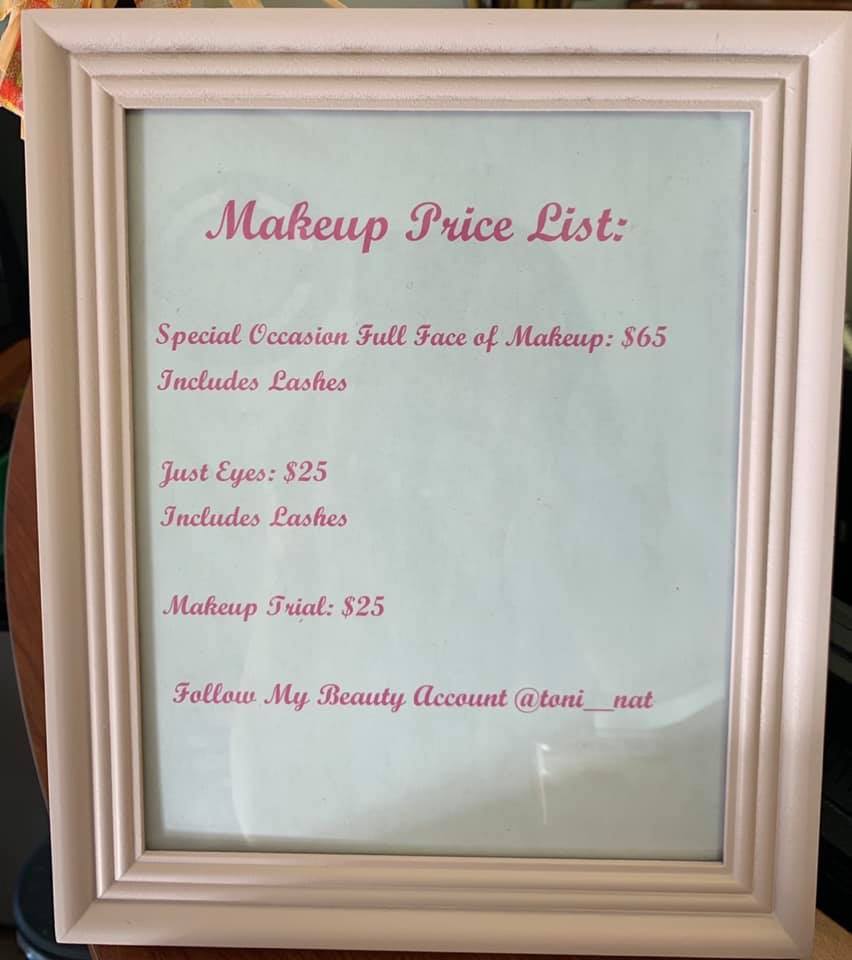 Makeup Price List:
Special Occasion Full Face of Makeup: $65
Includes Lashes
Just Eyes: $25
Includes Lashes
Makeup Trial: $25
Follow My Beauty Account @toni__nat